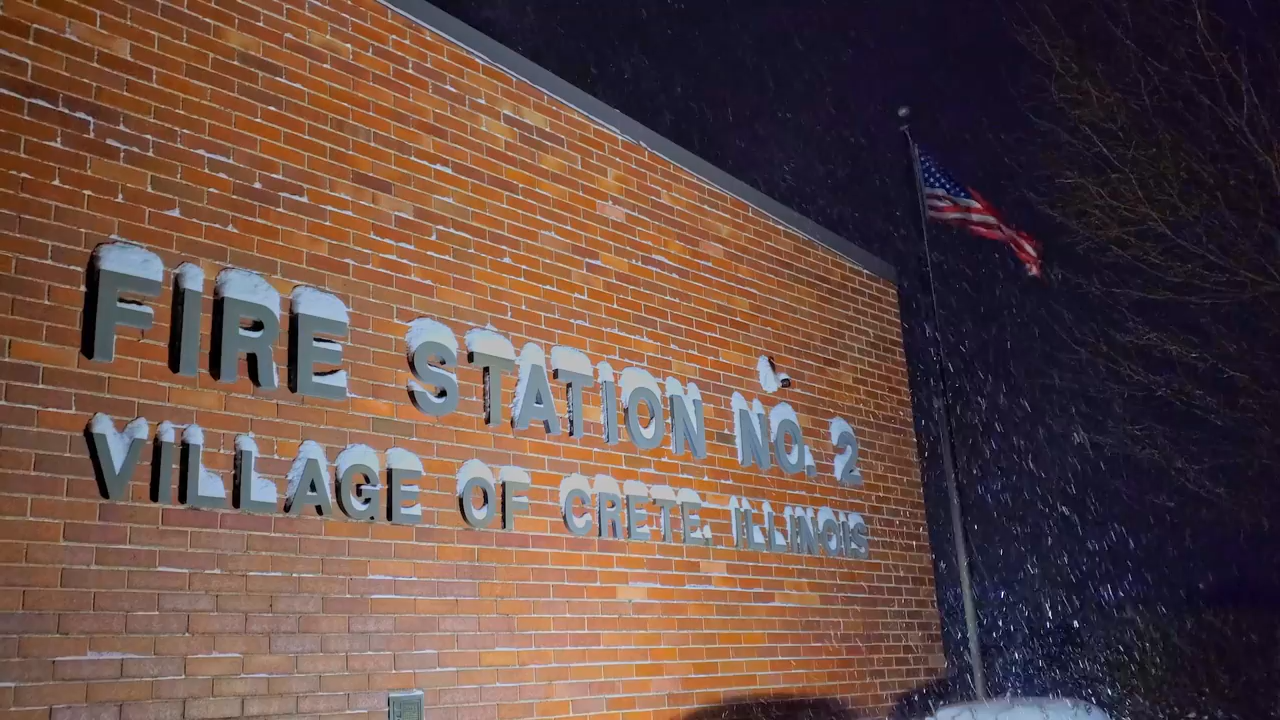 FIRE STATION NO. 2
VILLAGE OF CRETE, ILLINOIS